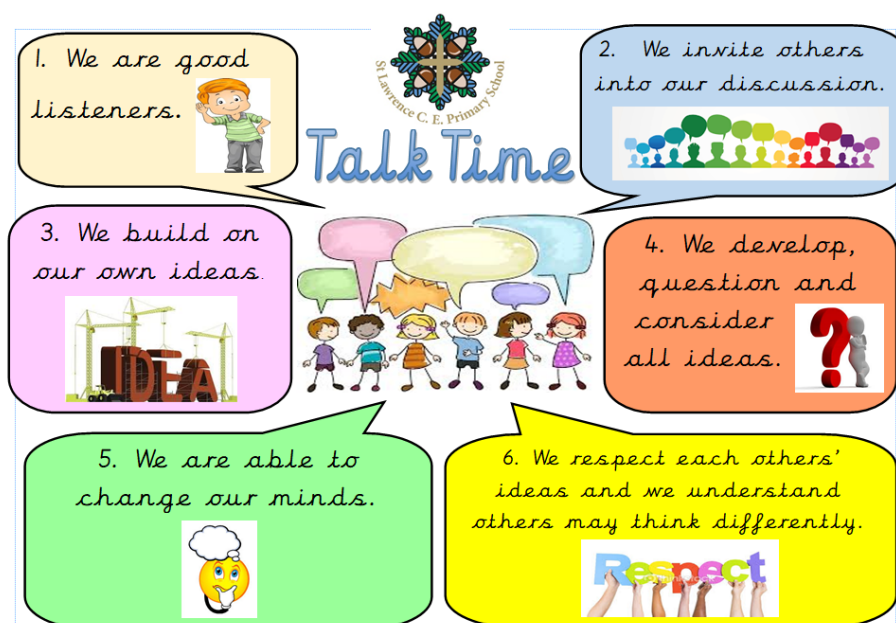 St Lawrence C. E. Primary School
Talk Time
1. We are good
listeners.
2. We invite others
into our discussion.
3. We build on
our own ideas.
IDEA
4. We develop,
question and
consider
all ideas.
?
5. We are able to
change our minds.
6. We respect each others'
ideas and we understand
others may think differently.
Respect